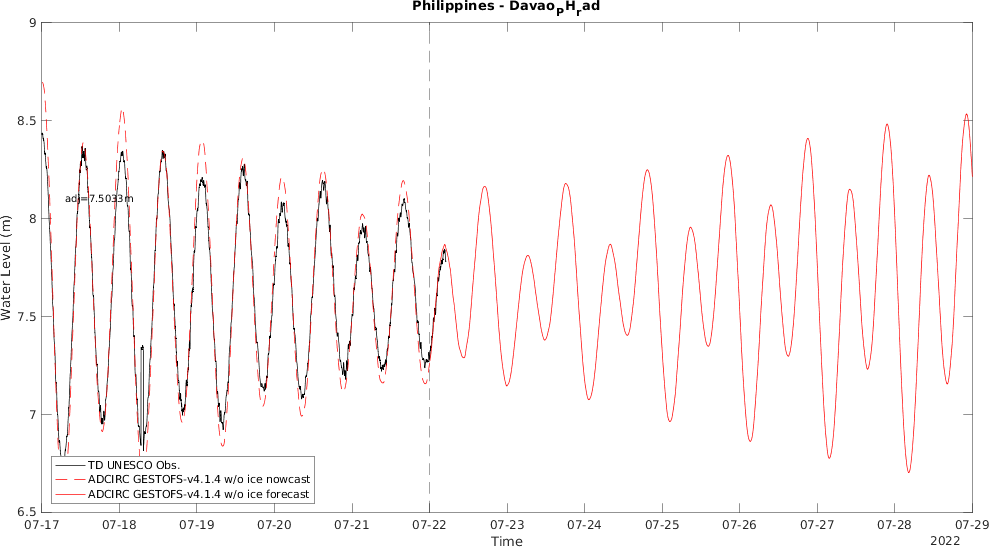 Philippines - DavaopHrad
9
8.5
8
7.5
7
6.5
Water Level (m)
adj=7.5033m
TD UNESCO Obs.
ADCIRC GESTOFS-v4.1.4 w/o ice nowcast
ADCIRC GESTOFS-v4.1.4 w/o ice forecast
07-17 07-18 07-19 07-20 07-21 07-22 07-23 07-24 07-25 07-26 07-27 07-28 07-29
Time
2022